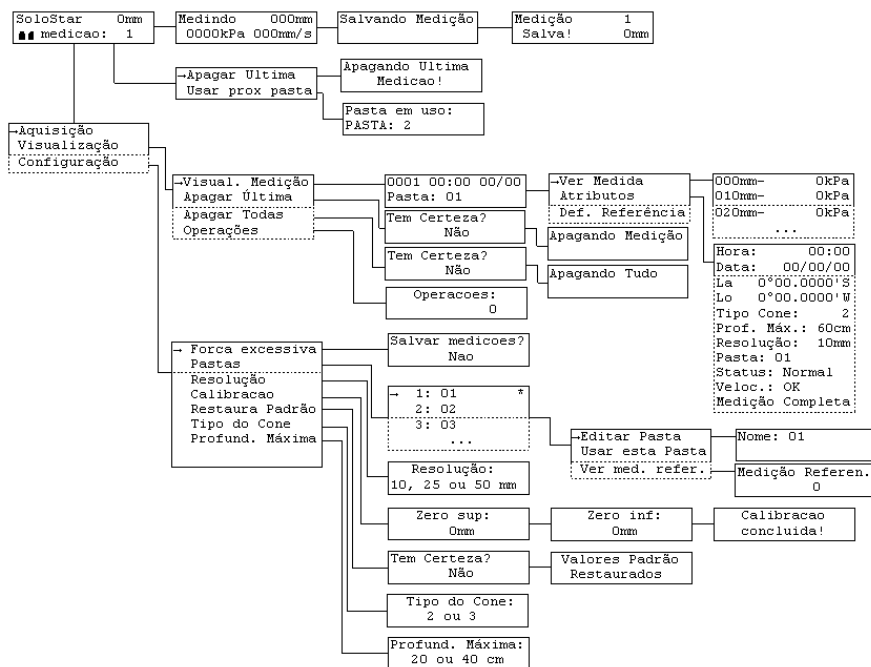 SoloStar 0mm
medicao: 1
Medindo 000mm
0000kPa 000mm/s
Salvando Medição
Medição 1
Salva! 0mm
→Apagar Ultima
Usar prox pasta
Apagando Ultima
Medicao!
Pasta em uso:
PASTA: 2
→Aquisição
Visualização
Configuração
→Visual. Medição
Apagar Última
Apagar Todas
Operações
0001 00:00 00/00
Pasta: 01
→Ver Medida
Atributos
Def. Referência
000mm- 0kPa
010mm- 0kPa
020mm- 0kPa
...
Tem Certeza?
Não
Apagando Medição
Tem Certeza?
Não
Apagando Tudo
Operacoes:
0
Hora: 00:00
Data: 00/00/00
La 0°00.0000'S
Lo 0°00.0000'W
Tipo Cone: 2
Prof. Máx.: 60cm
Resolução: 10mm
Pasta: 01
Status: Normal
Veloc.: OK
Medição Completa
→ Forca excessiva
Pastas
Resolução
Calibracao
Restaura Padrão
Tipo do Cone
Profund. Máxima
Salvar medicoes?
Nao
→ 1: 01 *
2: 02
3: 03
...
→Editar Pasta
Usar esta Pasta
Ver med. refer.
Nome: 01
Medição Referen.
0
Resolução:
10, 25 ou 50 mm
Zero sup:
0mm
Zero inf:
0mm
Calibracao
concluida!
Tem Certeza?
Não
Valores Padrão
Restaurados
Tipo do Cone:
2 ou 3
Profund. Máxima:
20 ou 40 cm